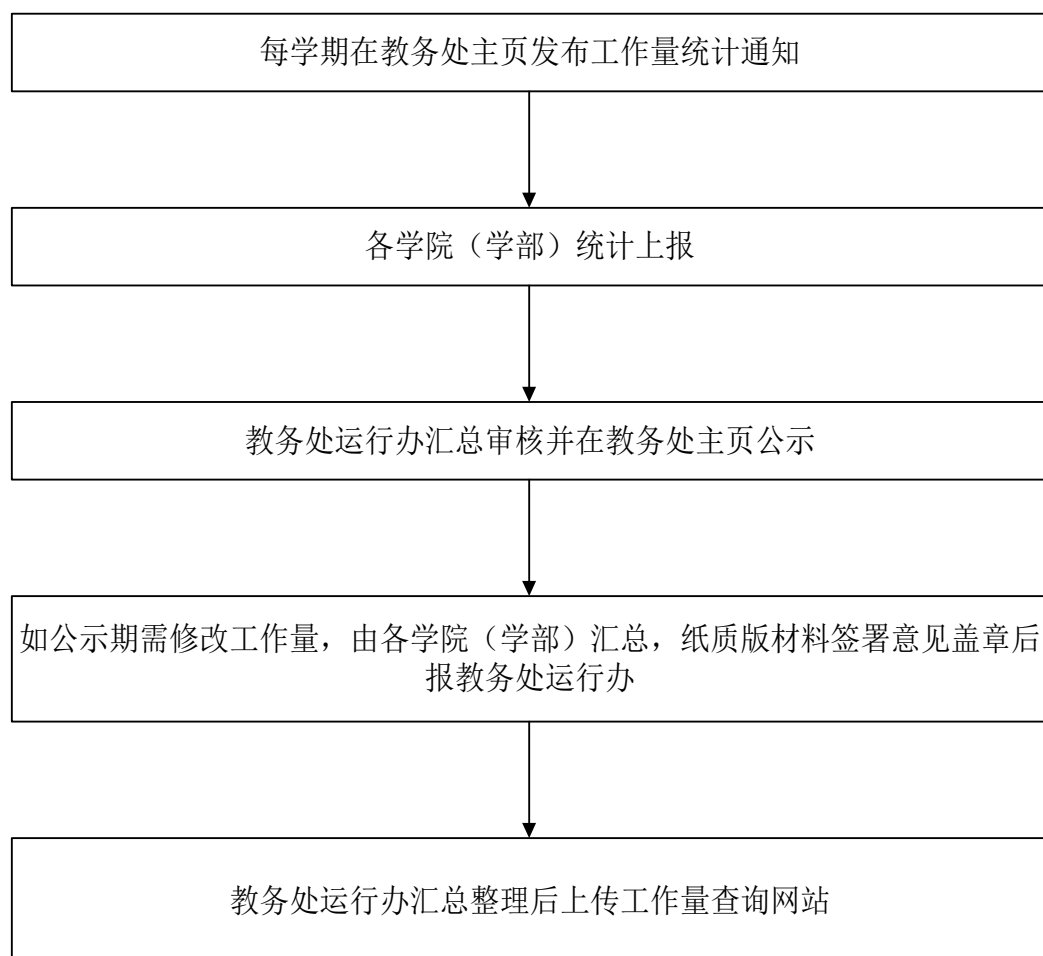 每学期在教务处主页发布工作量统计通知
各学院（学部）统计上报
教务处运行办汇总审核并在教务处主页公示
如公示期需修改工作量，由各学院（学部）汇总，纸质版材料签署意见盖章后
报教务处运行办
教务处运行办汇总整理后上传工作量查询网站